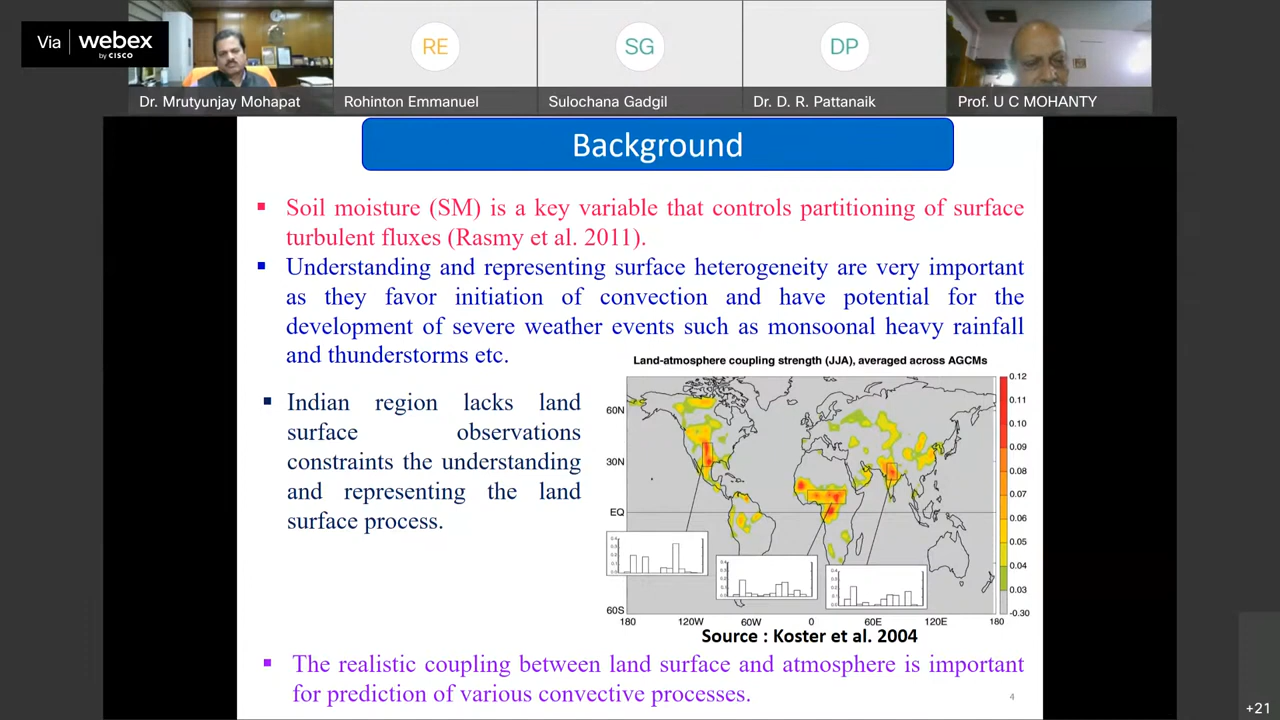 Via webex
by CISCO
RE
SG
DP
Dr. Mrutyunjay Mohapat
Rohinton Emmanuel
Sulochana Gadgil
Dr. D. R. Pattanaik
Prof. U C MOHANTY
Background
▪ Soil moisture (SM) is a key variable that controls partitioning of surface
turbulent fluxes (Rasmy et al. 2011).
▪ Understanding and representing surface heterogeneity are very important
as they favor initiation of convection and have potential for the
development of severe weather events such as monsoonal heavy rainfall
and thunderstorms etc.
▪ Indian region lacks land
surface observations
constraints the understanding
and representing the land
surface process.
Land-atmosphere coupling strength (JJA), averaged across AGCMs
60N
30N
EQ
60S
180 120W 60W 0 60E 120E 180
0.12
0.11
0.10
0.09
0.08
0.07
0.06
0.05
0.04
0.03
-0.30
Source : Koster et al. 2004
▪ The realistic coupling between land surface and atmosphere is important
for prediction of various convective processes.
4
+21